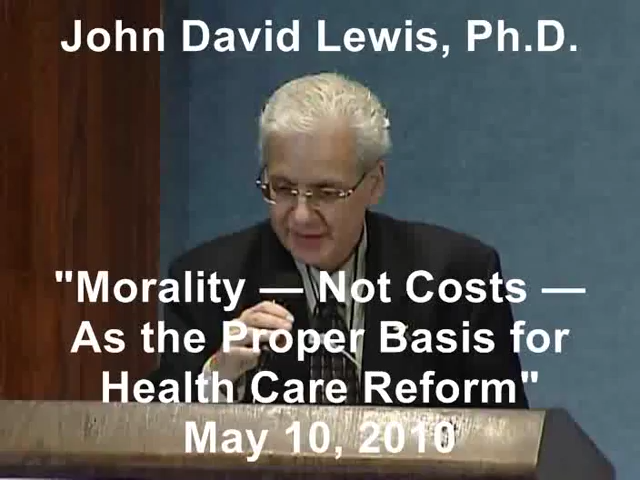 John David Lewis, Ph.D.
"Morality — Not Costs —
As the Proper Basis for
Health Care Reform"
May 10, 2010